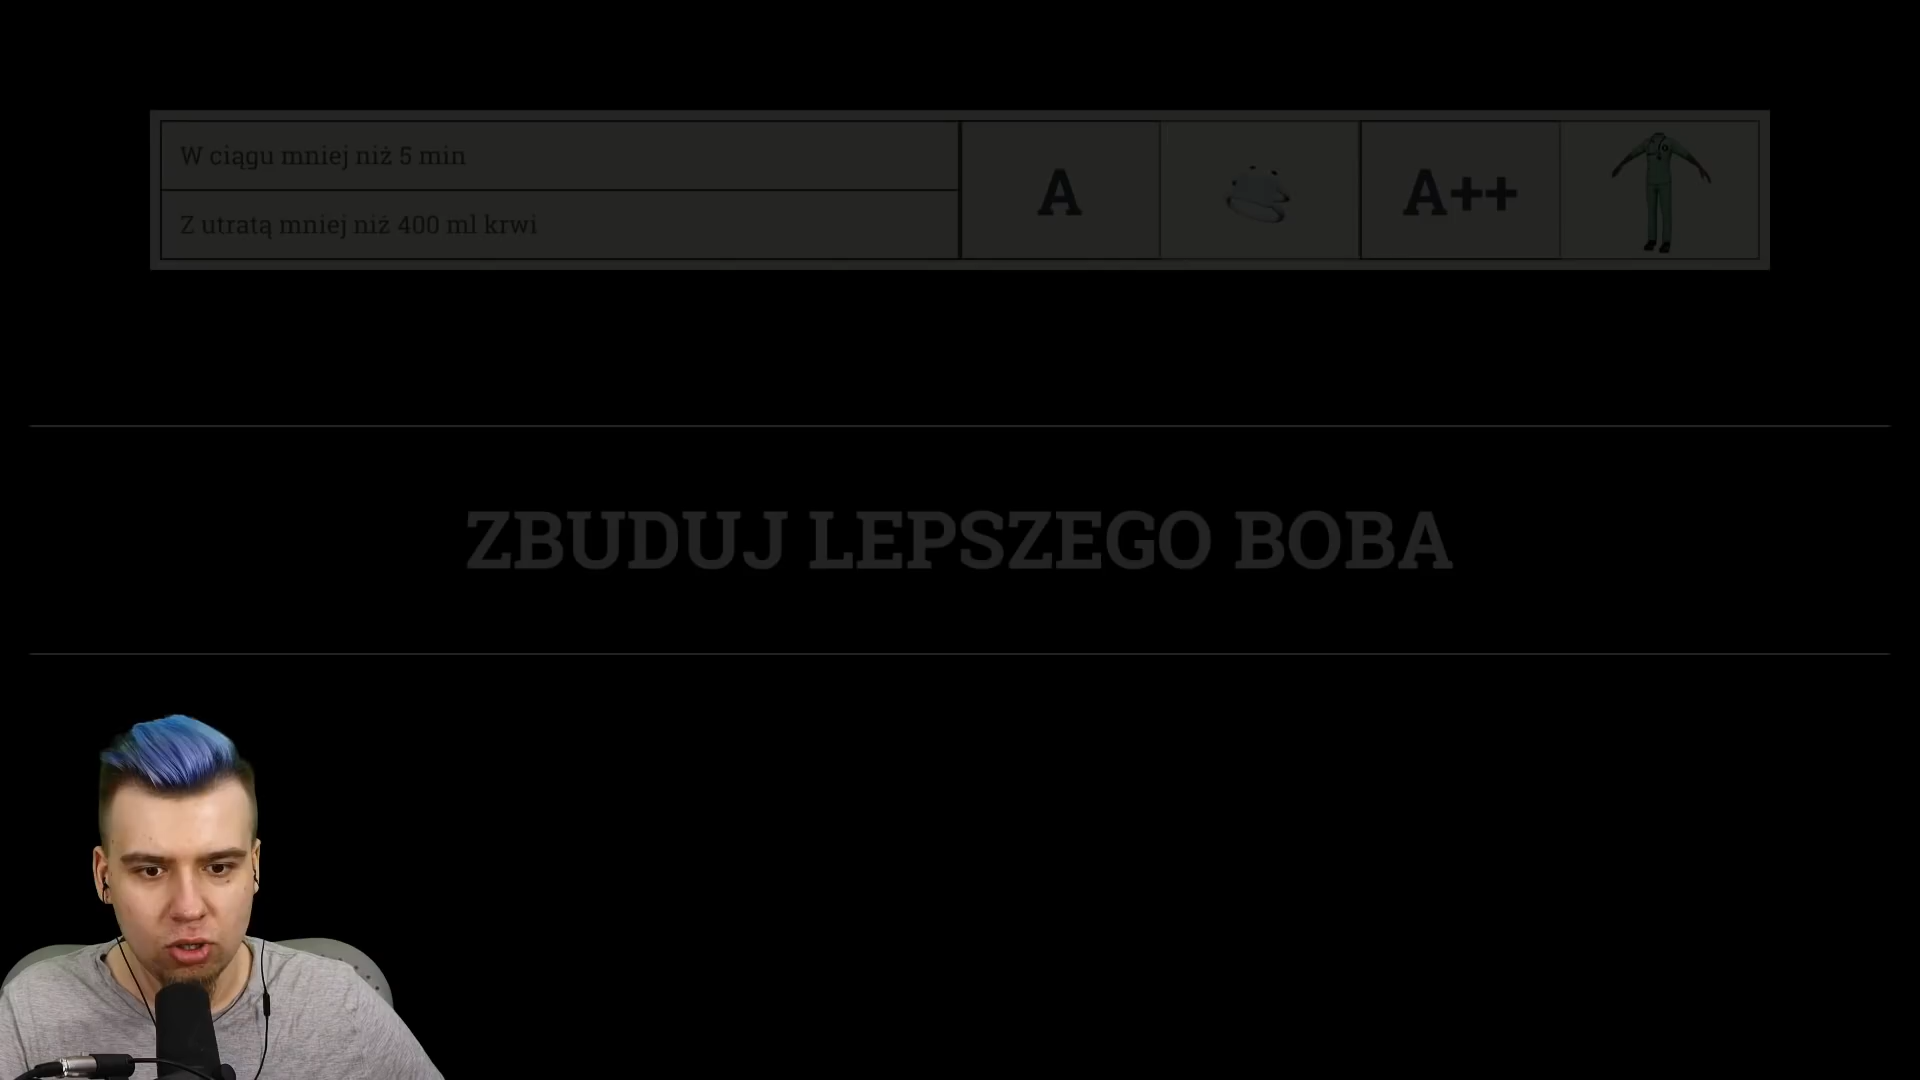 W ciągu mniej niż 5 min
Z utratą mniej niż 400 ml krwi
A
A++
ZBUDUJ LEPSZEGO BOBA